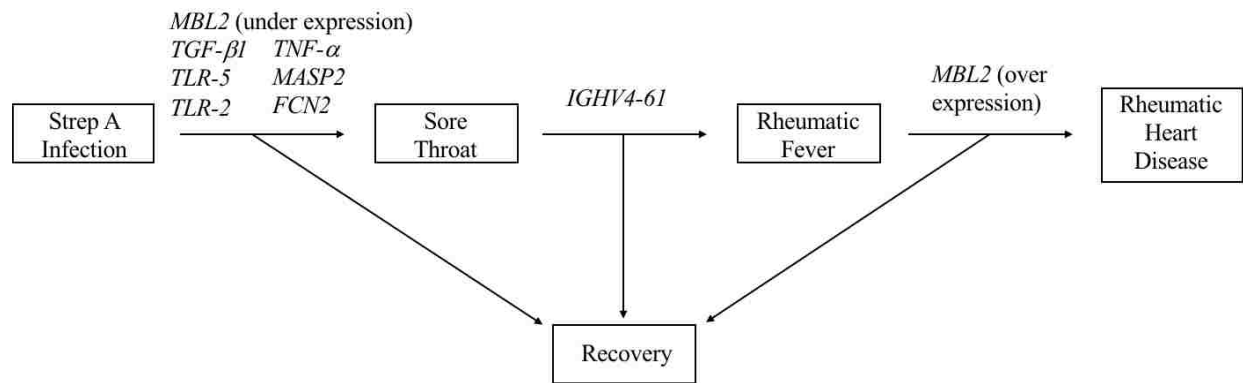 MBL2 (under expression)
TGF-β1 TNF-α
TLR-5 MASP2
TLR-2 FCN2
IGHV4-61
MBL2 (over
expression)
Strep A
Infection
Sore
Throat
Rheumatic
Fever
Rheumatic
Heart
Disease
Recovery